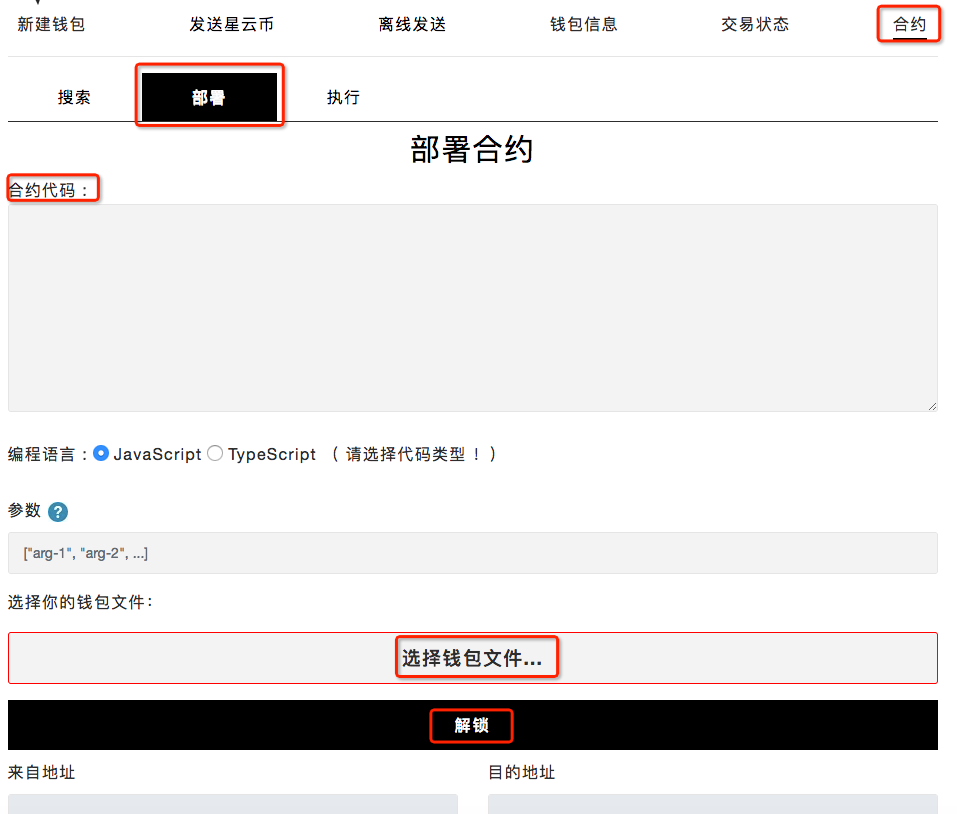 新建钱包 发送星云币 离线发送 钱包信息 交易状态 合约
搜索 部署 执行
部署合约
合约代码：
编程语言：JavaScript TypeScript （ 请选择代码类型 ！）
参数 ?
["arg-1", "arg-2", ...]
选择你的钱包文件：
选择钱包文件...
解锁
来自地址 目的地址